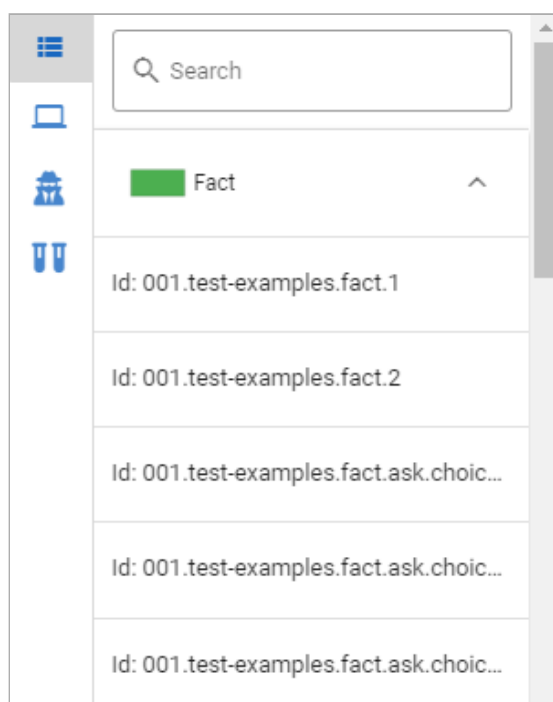 Search
Fact
Id: 001.test-examples.fact.1
Id: 001.test-examples.fact.2
Id: 001.test-examples.fact.ask.choic...
Id: 001.test-examples.fact.ask.choic...
Id: 001.test-examples.fact.ask.choic...